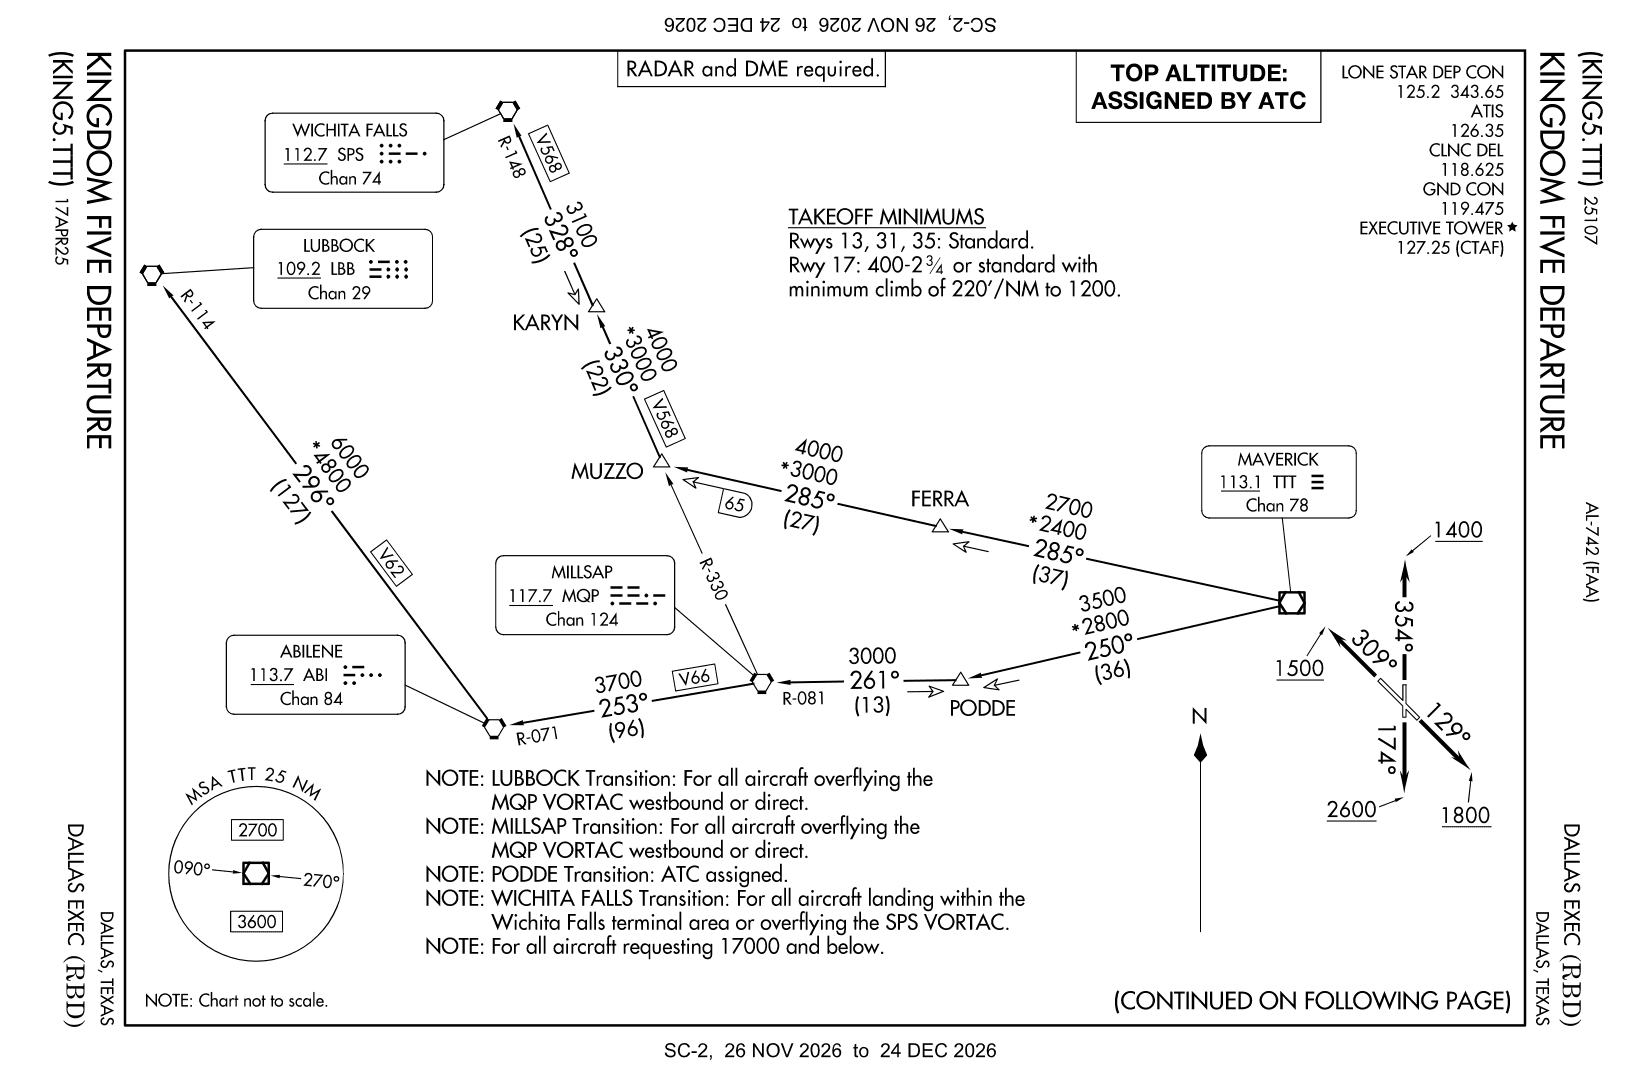 SC-2, 26 NOV 2026 to 24 DEC 2026
(KING5.TTT) 17APR25
KINGDOM FIVE DEPARTURE
DALLAS EXEC (RBD)
DALLAS, TEXAS
RADAR and DME required.
TOP ALTITUDE:
ASSIGNED BY ATC
LONE STAR DEP CON
125.2 343.65
ATIS
126.35
CLNC DEL
118.625
GND CON
119.475
EXECUTIVE TOWER★
127.25 (CTAF)
WICHITA FALLS
112.7 SPS
Chan 74
R-148
V568
3100
328°
(25)
LUBBOCK
109.2 LBB
Chan 29
R-114
KARYN
4000
*3000
330°
(22)
V568
TAKEOFF MINIMUMS
Rwys 13, 31, 35: Standard.
Rwy 17: 400-2¾ or standard with
minimum climb of 220'/NM to 1200.
6000
*4800
296°
(127)
V62
MUZZO
65
4000
*3000
285°
(27)
FERRA
2700
*2400
285°
(37)
MAVERICK
113.1 TTT
Chan 78
R-330
MILLSAP
117.7 MQP
Chan 124
3500
*2800
250°
(36)
ABILENE
113.7 ABI
Chan 84
R-071
3700
253°
(96)
V66
R-081
3000
261°
(13)
PODDE
1400
354°
1500
309°
129°
174°
2600
1800
N
MSA TTT 25 NM
2700
090°
270°
3600
NOTE: LUBBOCK Transition: For all aircraft overflying the
MQP VORTAC westbound or direct.
NOTE: MILLSAP Transition: For all aircraft overflying the
MQP VORTAC westbound or direct.
NOTE: PODDE Transition: ATC assigned.
NOTE: WICHITA FALLS Transition: For all aircraft landing within the
Wichita Falls terminal area or overflying the SPS VORTAC.
NOTE: For all aircraft requesting 17000 and below.
NOTE: Chart not to scale.
(CONTINUED ON FOLLOWING PAGE)
(KING5.TTT) 25107
KINGDOM FIVE DEPARTURE
AL-742 (FAA)
DALLAS EXEC (RBD)
DALLAS, TEXAS
SC-2, 26 NOV 2026 to 24 DEC 2026